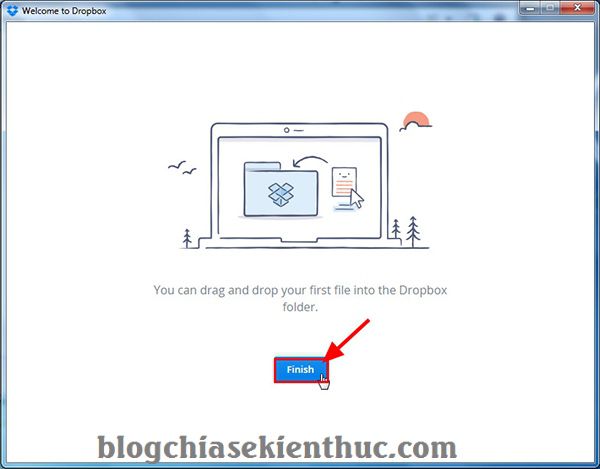 Welcome to Dropbox
You can drag and drop your first file into the Dropbox
folder.
Finish
blogchiasekienthuc.com